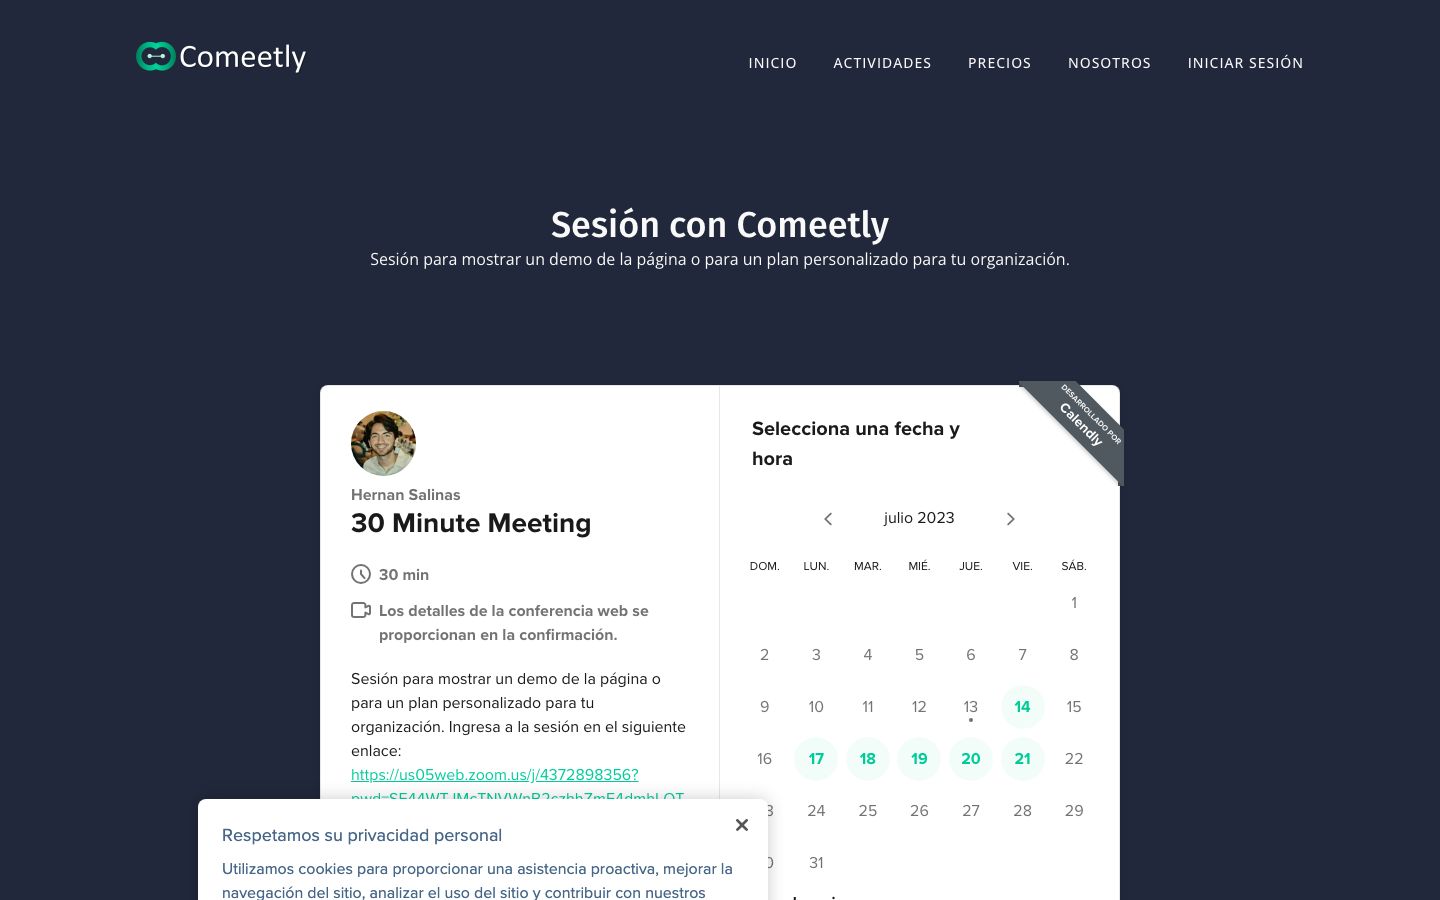 Comeetly
INICIO
ACTIVIDADES
PRECIOS
NOSOTROS
INICIAR SESIÓN
Sesión con Comeetly
Sesión para mostrar un demo de la página o para un plan personalizado para tu organización.
Hernan Salinas
30 Minute Meeting
30 min
Los detalles de la conferencia web se
proporcionan en la confirmación.
Sesión para mostrar un demo de la página o
para un plan personalizado para tu
organización. Ingresa a la sesión en el siguiente
enlace:
https://us05web.zoom.us/j/4372898356?
Selecciona una fecha y
hora
DESARROLLADO POR
Calendly
julio 2023
DOM. LUN. MAR. MIÉ. JUE. VIE. SÁB.
1
2 3 4 5 6 7 8
9 10 11 12 13 14 15
16 17 18 19 20 21 22
24 25 26 27 28 29
31
Respetamos su privacidad personal
Utilizamos cookies para proporcionar una asistencia proactiva, mejorar la
navegación del sitio, analizar el uso del sitio y contribuir con nuestros